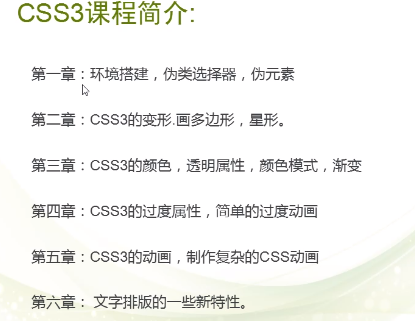 CSS3课程简介:
第一章：环境搭建，伪类选择器，伪元素
第二章：CSS3的变形.画多边形，星形。
第三章：CSS3的颜色，透明属性，颜色模式，渐变
第四章：CSS3的过度属性，简单的过度动画
第五章：CSS3的动画，制作复杂的CSS动画
第六章： 文字排版的一些新特性。